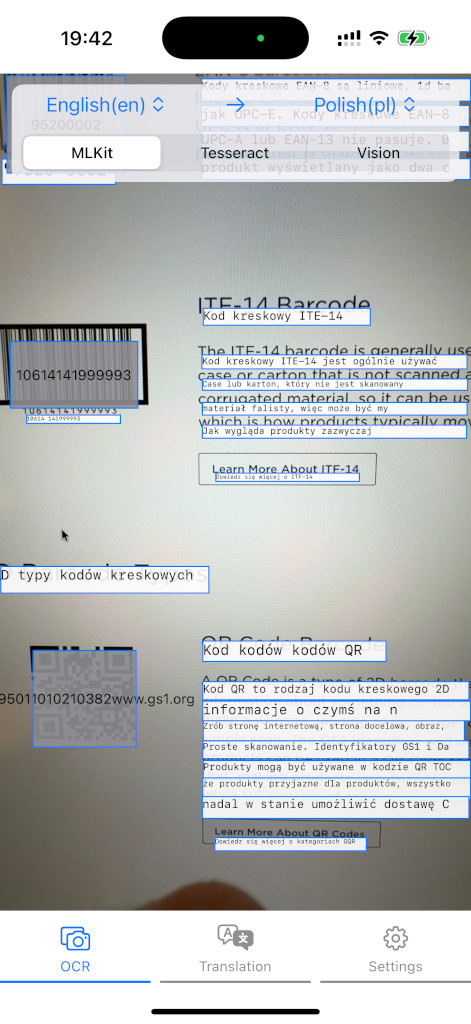 19:42
English(en)
Polish(pl)
MLKit
Tesseract
Vision
Kody kreskowe EAN-8 są liniowe, 1d ba
jak UPC-E. Kody kreskowe EAN-8
UPC-A lub EAN-13 nie pasuje. 0
produkt wyświetlany jako dwa c
95200002
ITF-14 Barcode
Kod kreskowy ITE-14
The ITF-14 barcode is generally use
Kod kreskowy ITE-14 jest ogólnie używać
case or carton that is not scanned a
Case lub karton, który nie jest skanowany
corrugated material, so it can be us
materiał falisty, więc może być my
which is how products typically mov
Jak wygląda produkty zazwyczaj
10614141999993
10614141999993
10614 141999993
Learn More About ITF-14
Dowiedz się więcej o ITF-14
D typy kodów kreskowych
QR Code Barcode
Kod kodów kodów QR
Kod QR to rodzaj kodu kreskowego 2D
informacje o czymś na n
Zrób stronę internetową, strona docelowa, obraz,
Proste skanowanie. Identyfikatory GS1 i Da
Produkty mogą być używane w kodzie QR TOC
że produkty przyjazne dla produktów, wszystko
nadal w stanie umożliwić dostawę C
95011010210382www.gs1.org
Learn More About QR Codes
Dowiedz się więcej o kategoriach GQR
OCR
Translation
Settings